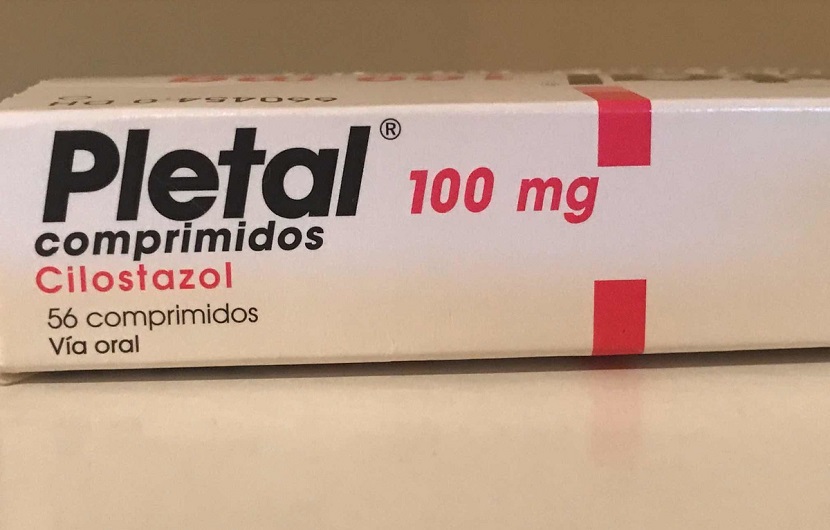 Pletal®
100 mg
comprimidos
Cilostazol
56 comprimidos
Vía oral